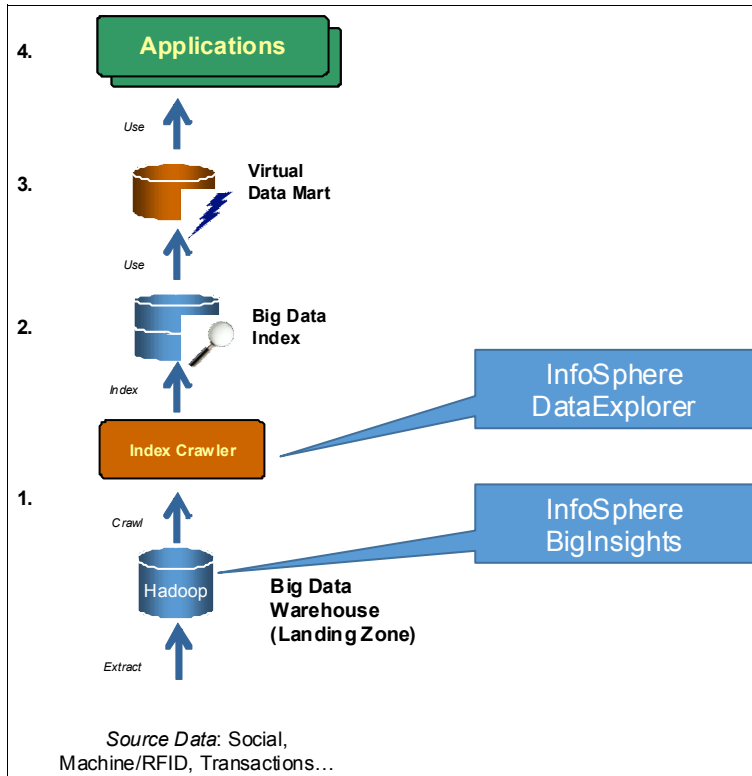 4.
Applications
Use
3.
Virtual
Data Mart
Use
2.
Big Data
Index
Index
InfoSphere
DataExplorer
Index Crawler
1.
Crawl
InfoSphere
BigInsights
Hadoop
Big Data
Warehouse
(Landing Zone)
Extract
Source Data: Social,
Machine/RFID, Transactions…